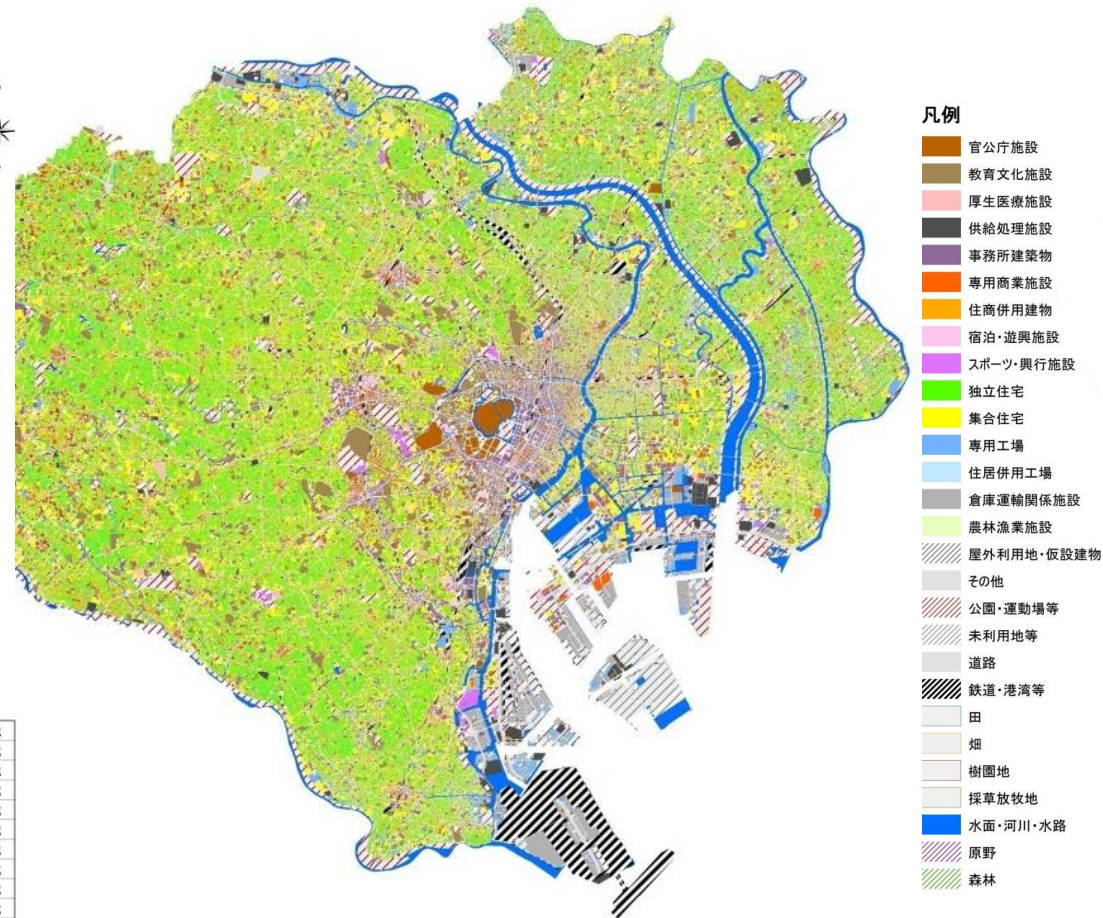 凡例
官公庁施設
教育文化施設
厚生医療施設
供給処理施設
事務所建築物
専用商業施設
住商併用建物
宿泊・遊興施設
スポーツ・興行施設
独立住宅
集合住宅
専用工場
住居併用工場
倉庫運輸関係施設
農林漁業施設
屋外利用地・仮設建物
その他
公園・運動場等
未利用地等
道路
鉄道・港湾等
田
畑
樹園地
採草放牧地
水面・河川・水路
原野
森林